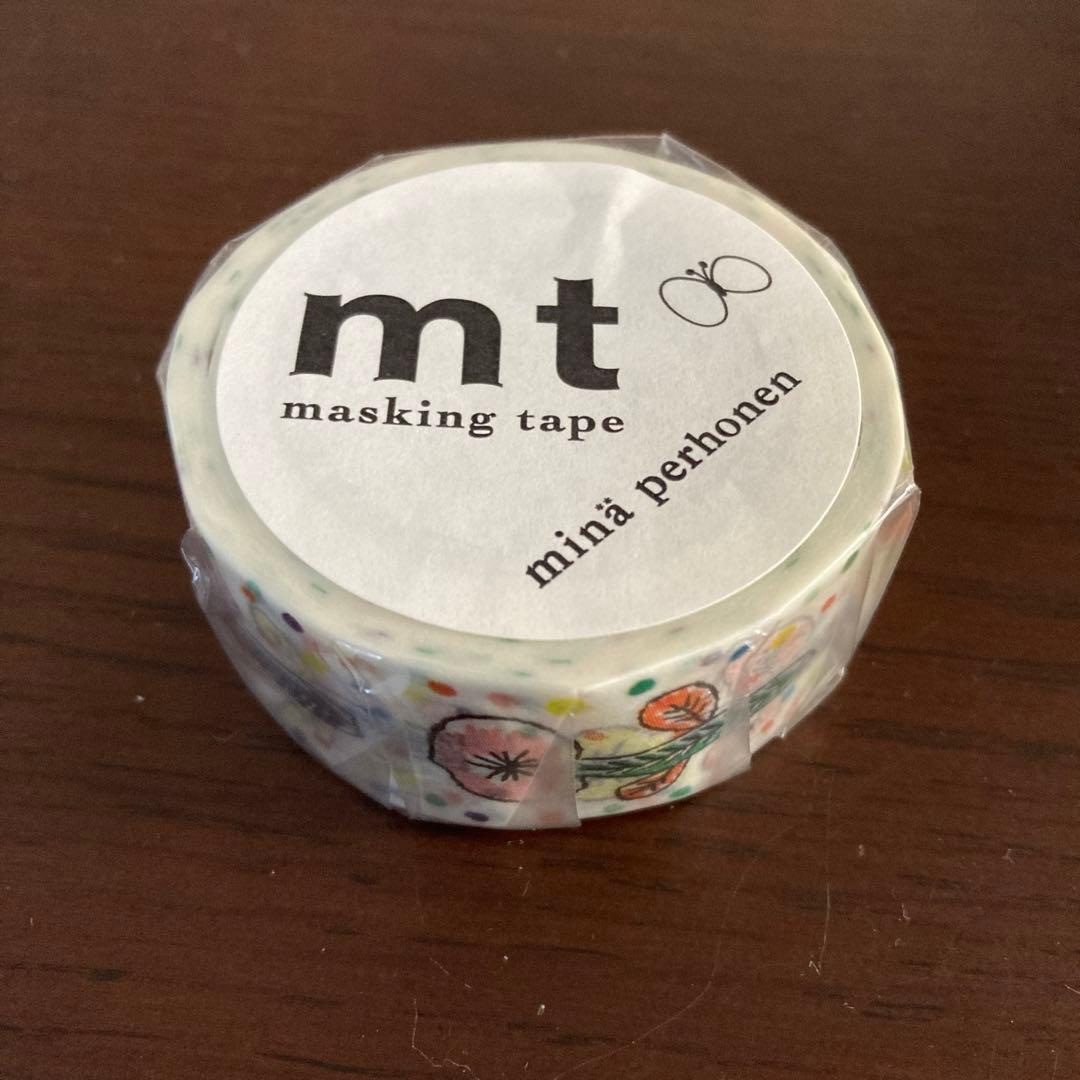 mt
masking tape
minä perhonen